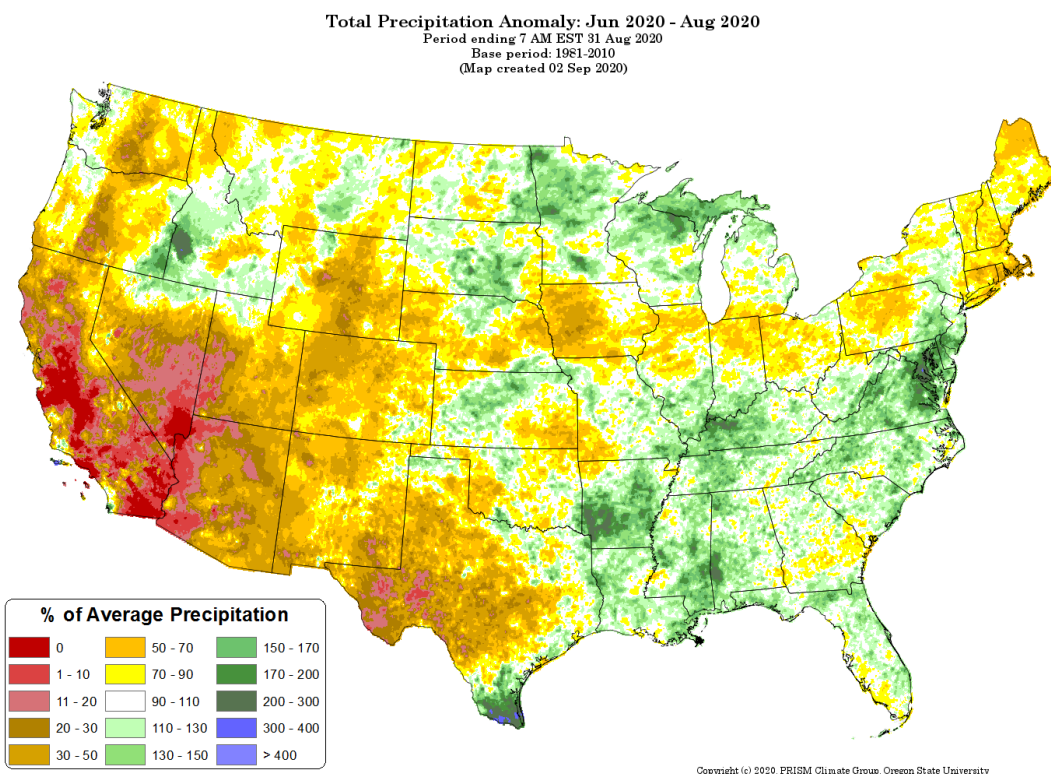 Total Precipitation Anomaly: Jun 2020 - Aug 2020
Period ending 7 AM EST 31 Aug 2020
Base period: 1981-2010
(Map created 02 Sep 2020)
% of Average Precipitation
0
1 - 10
11 - 20
20 - 30
30 - 50
50 - 70
70 - 90
90 - 110
110 - 130
130 - 150
150 - 170
170 - 200
200 - 300
300 - 400
> 400
Copyright (c) 2020, PRISM Climate Group, Oregon State University